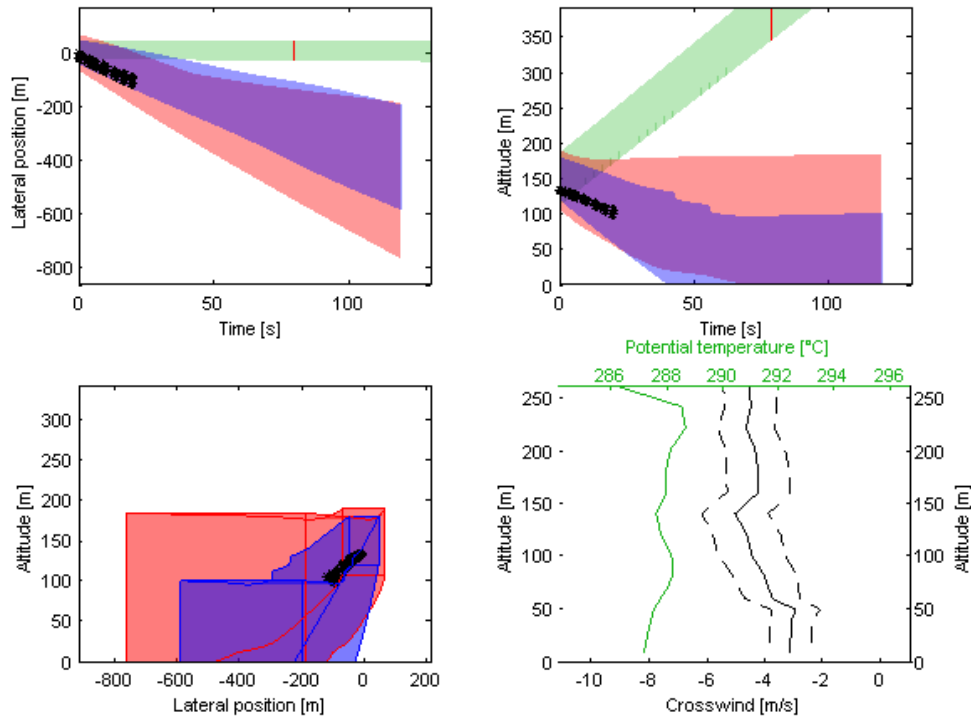 0
-200
-400
-600
-800
Lateral position [m]
0 50 100
Time [s]
350
300
250
200
150
100
50
0
Altitude [m]
0 50 100
Time [s]
300
200
100
0
Altitude [m]
-800 -600 -400 -200 0 200
Lateral position [m]
Potential temperature [°C]
286 288 290 292 294 296
250
200
150
100
50
0
Altitude [m]
250
200
150
100
50
0
Altitude [m]
-10 -8 -6 -4 -2 0
Crosswind [m/s]